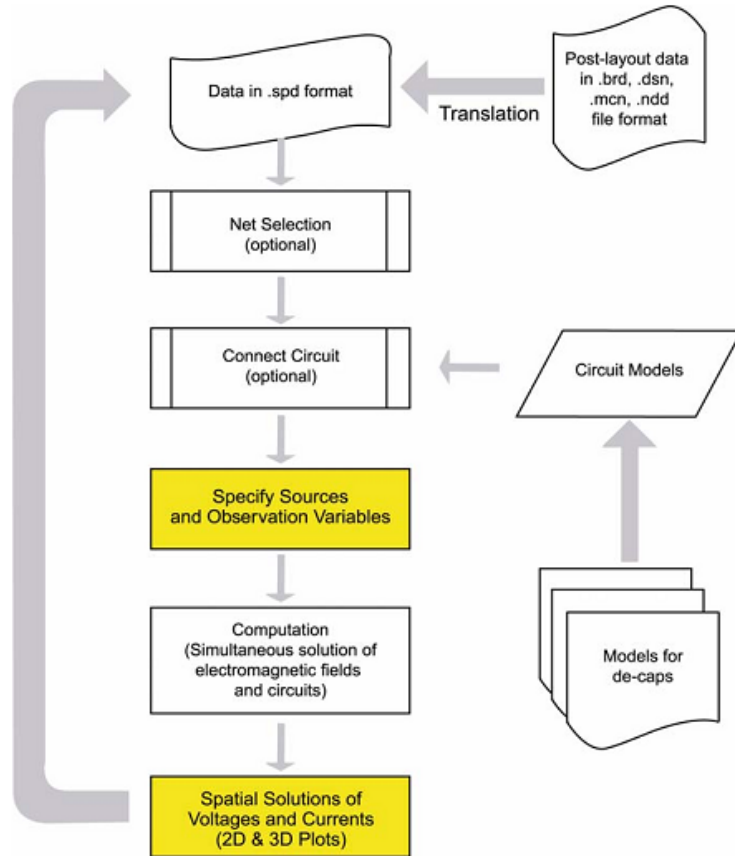 Data in .spd format
Translation
Post-layout data
in .brd, .dsn,
.mcn, .ndd
file format
Net Selection
(optional)
Connect Circuit
(optional)
Circuit Models
Specify Sources
and Observation Variables
Computation
(Simultaneous solution of
electromagnetic fields
and circuits)
Models for
de-caps
Spatial Solutions of
Voltages and Currents
(2D & 3D Plots)